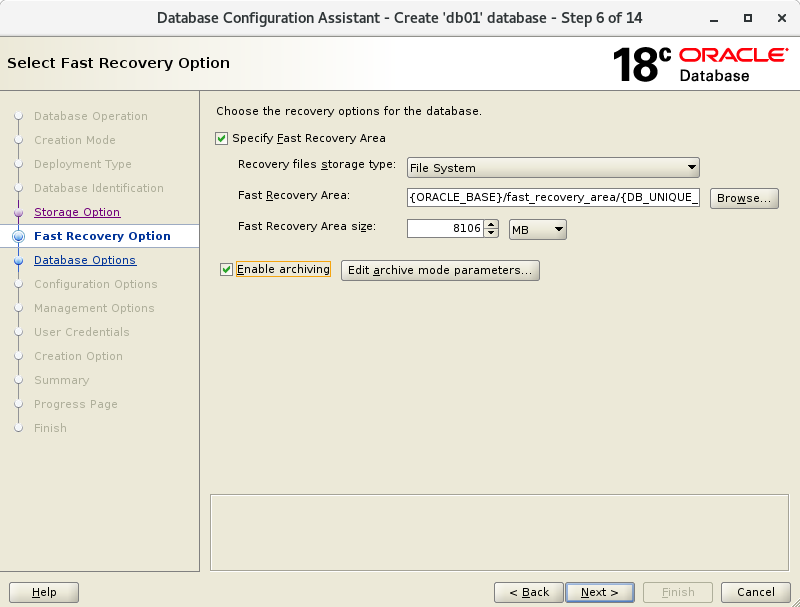 Database Configuration Assistant - Create 'db01' database - Step 6 of 14
Select Fast Recovery Option
18c ORACLE
Database
Database Operation
Creation Mode
Deployment Type
Database Identification
Storage Option
Fast Recovery Option
Database Options
Configuration Options
Management Options
User Credentials
Creation Option
Summary
Progress Page
Finish
Choose the recovery options for the database.
Specify Fast Recovery Area
Recovery files storage type: File System
Fast Recovery Area: {ORACLE_BASE}/fast_recovery_area/{DB_UNIQUE_ Browse...
Fast Recovery Area size: 8106 MB
Enable archiving Edit archive mode parameters...
Help < Back Next > Finish Cancel